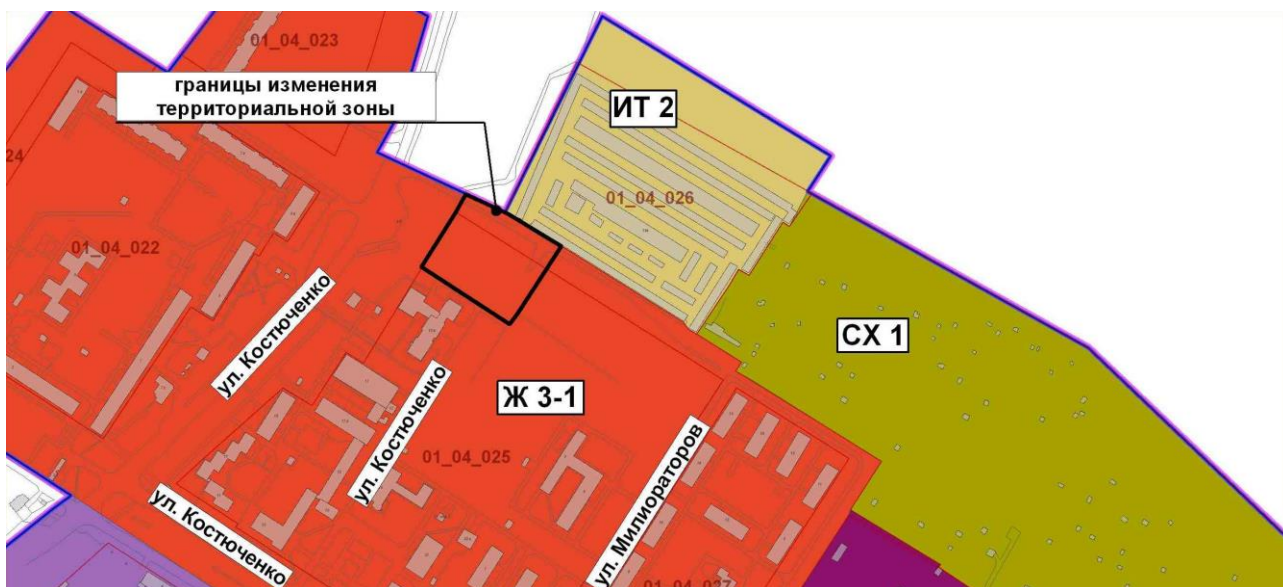 01_04_023
границы изменения
территориальной зоны
ИТ 2
24
01_04_026
01_04_022
ул. Костюченко
СХ 1
ул. Костюченко
Ж 3-1
01_04_025
ул. Милиораторов
ул. Костюченко
01_04_027